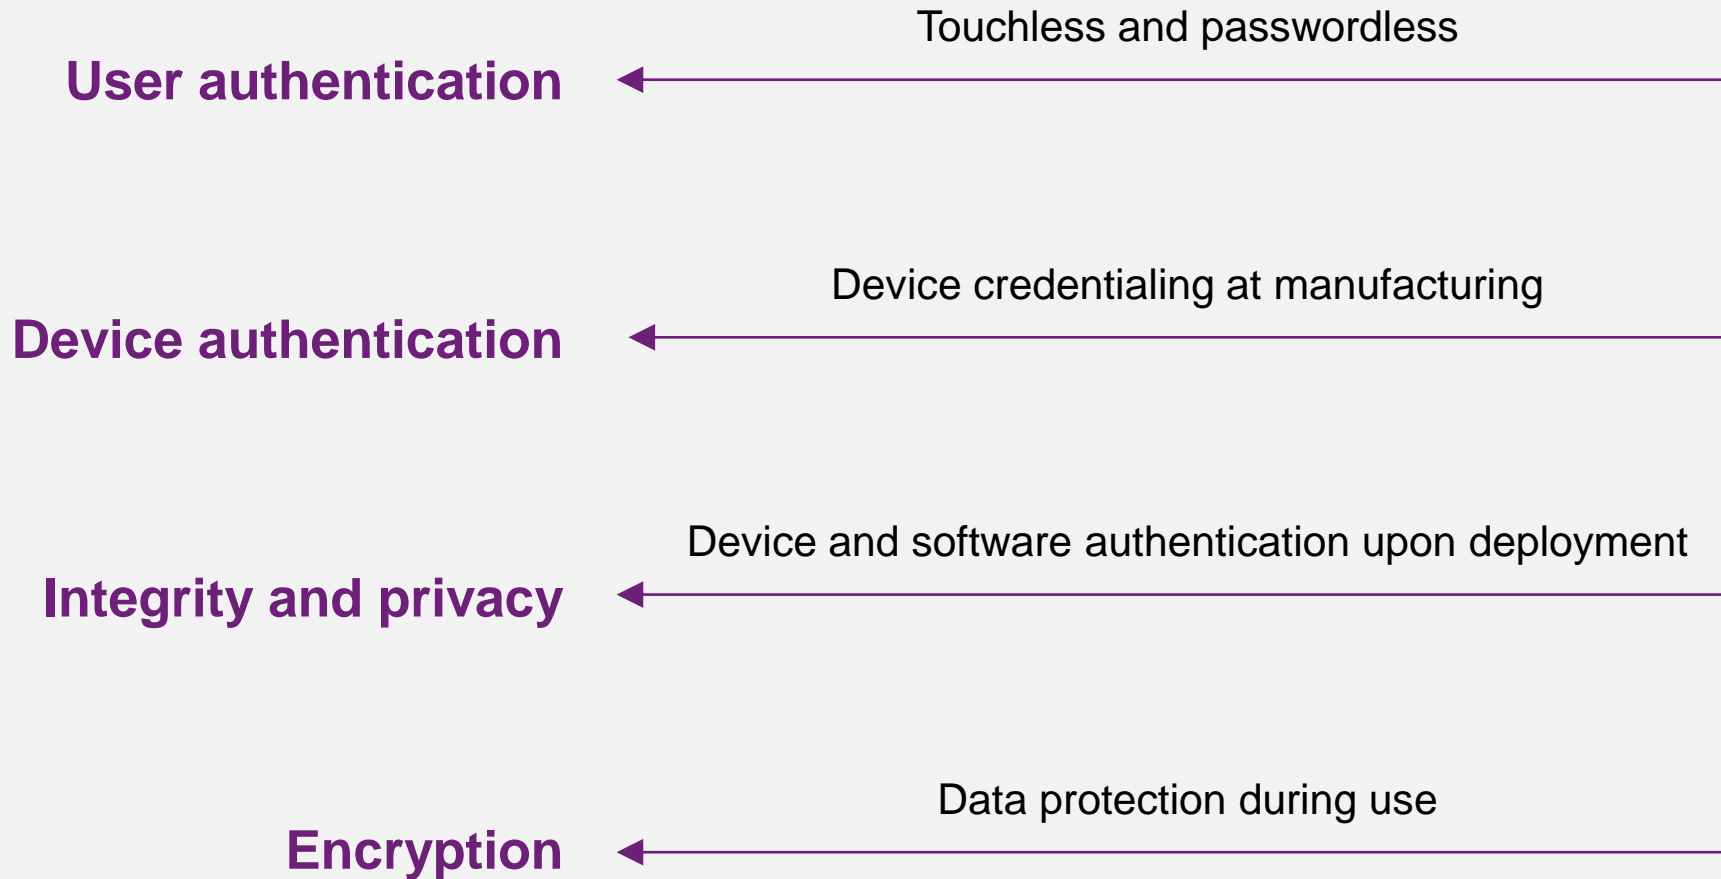 Touchless and passwordless
User authentication
Device credentialing at manufacturing
Device authentication
Device and software authentication upon deployment
Integrity and privacy
Data protection during use
Encryption